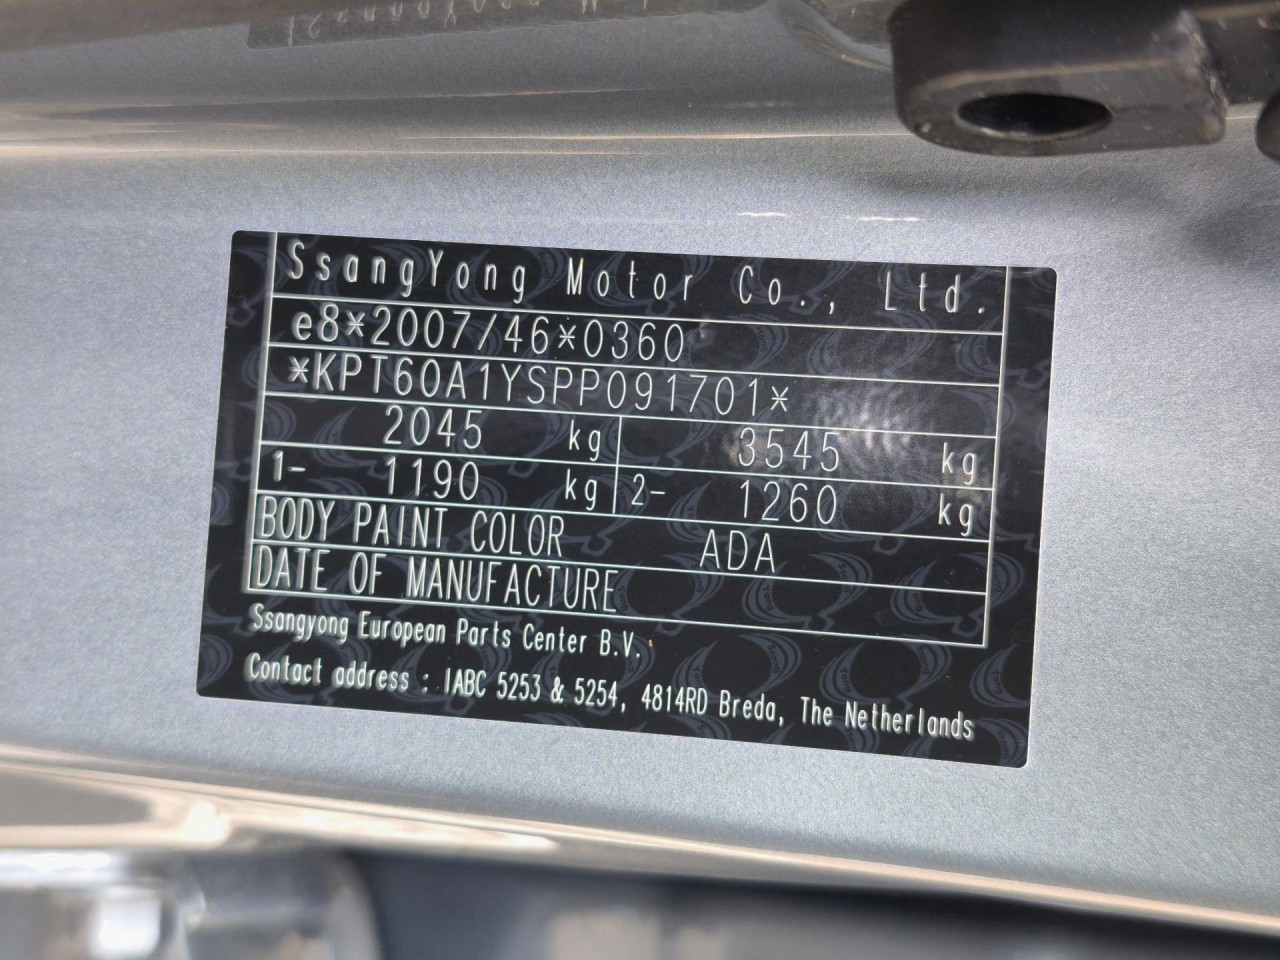 SsangYong Motor Co., Ltd.
e8*2007/46*0360
*KPT60A1YSPP091701*
2045 kg 3545 kg
1- 1190 kg 2- 1260 kg
BODY PAINT COLOR ADA
DATE OF MANUFACTURE
Ssangyong European Parts Center B.V.
Contact address : IABC 5253 & 5254, 4814RD Breda, The Netherlands